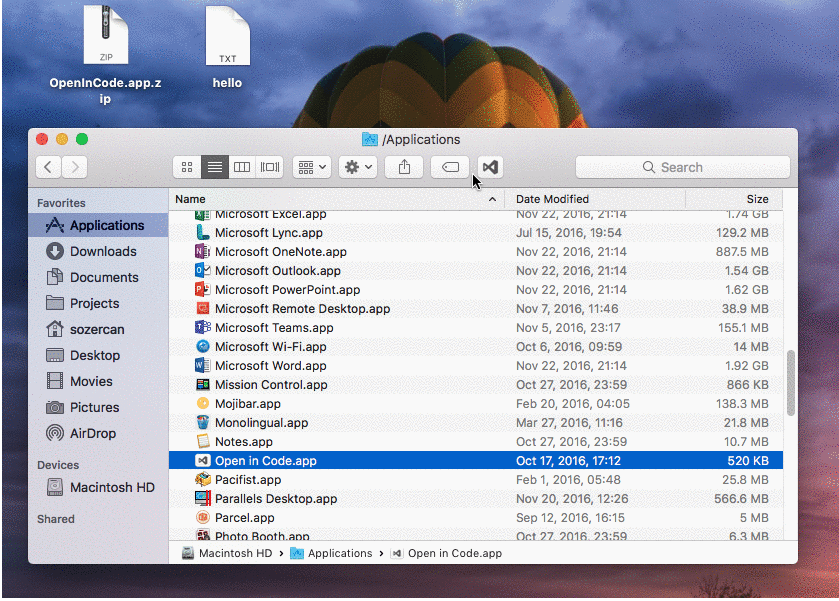 ZIP
OpenInCode.app.z
ip
TXT
hello
/Applications
Search
Favorites
Applications
Downloads
Documents
Projects
sozercan
Desktop
Movies
Pictures
AirDrop
Devices
Macintosh HD
Shared
Name Date Modified Size
Microsoft Excel.app Nov 22, 2016, 21:14 1.74 GB
Microsoft Lync.app Jul 15, 2016, 19:54 129.2 MB
Microsoft OneNote.app Nov 22, 2016, 21:14 887.5 MB
Microsoft Outlook.app Nov 22, 2016, 21:14 1.54 GB
Microsoft PowerPoint.app Nov 22, 2016, 21:14 1.62 GB
Microsoft Remote Desktop.app Nov 7, 2016, 11:46 38.9 MB
Microsoft Teams.app Nov 5, 2016, 23:17 155.1 MB
Microsoft Wi-Fi.app Oct 6, 2016, 09:59 14 MB
Microsoft Word.app Nov 22, 2016, 21:14 1.92 GB
Mission Control.app Oct 27, 2016, 23:59 866 KB
Mojibar.app Feb 20, 2016, 04:05 138.3 MB
Monolingual.app Mar 27, 2016, 11:16 21.8 MB
Notes.app Oct 27, 2016, 23:59 10.7 MB
Open in Code.app Oct 17, 2016, 17:12 520 KB
Pacifist.app Feb 1, 2016, 05:48 25.8 MB
Parallels Desktop.app Nov 20, 2016, 12:26 566.6 MB
Parcel.app Sep 12, 2016, 16:15 5 MB
Photo Booth.app Oct 27, 2016, 23:59 6.3 MB
Macintosh HD › Applications › Open in Code.app